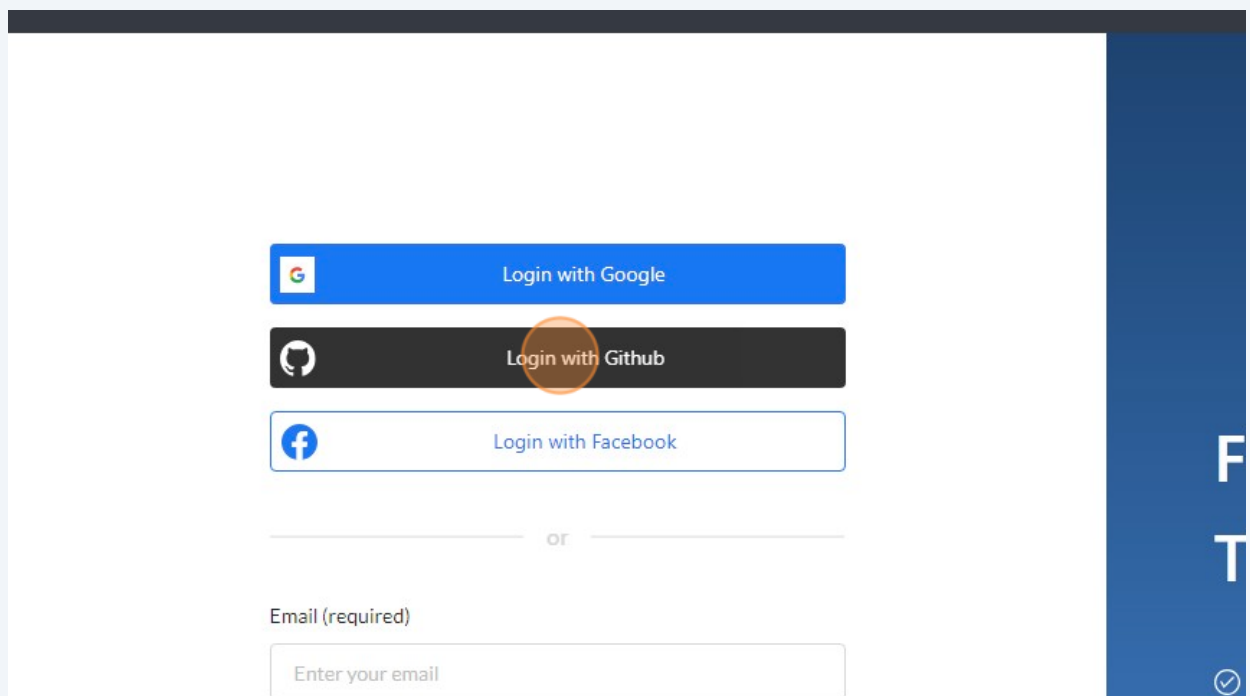 Login with Google
Login with Github
Login with Facebook
or
Email (required)
Enter your email
F
T